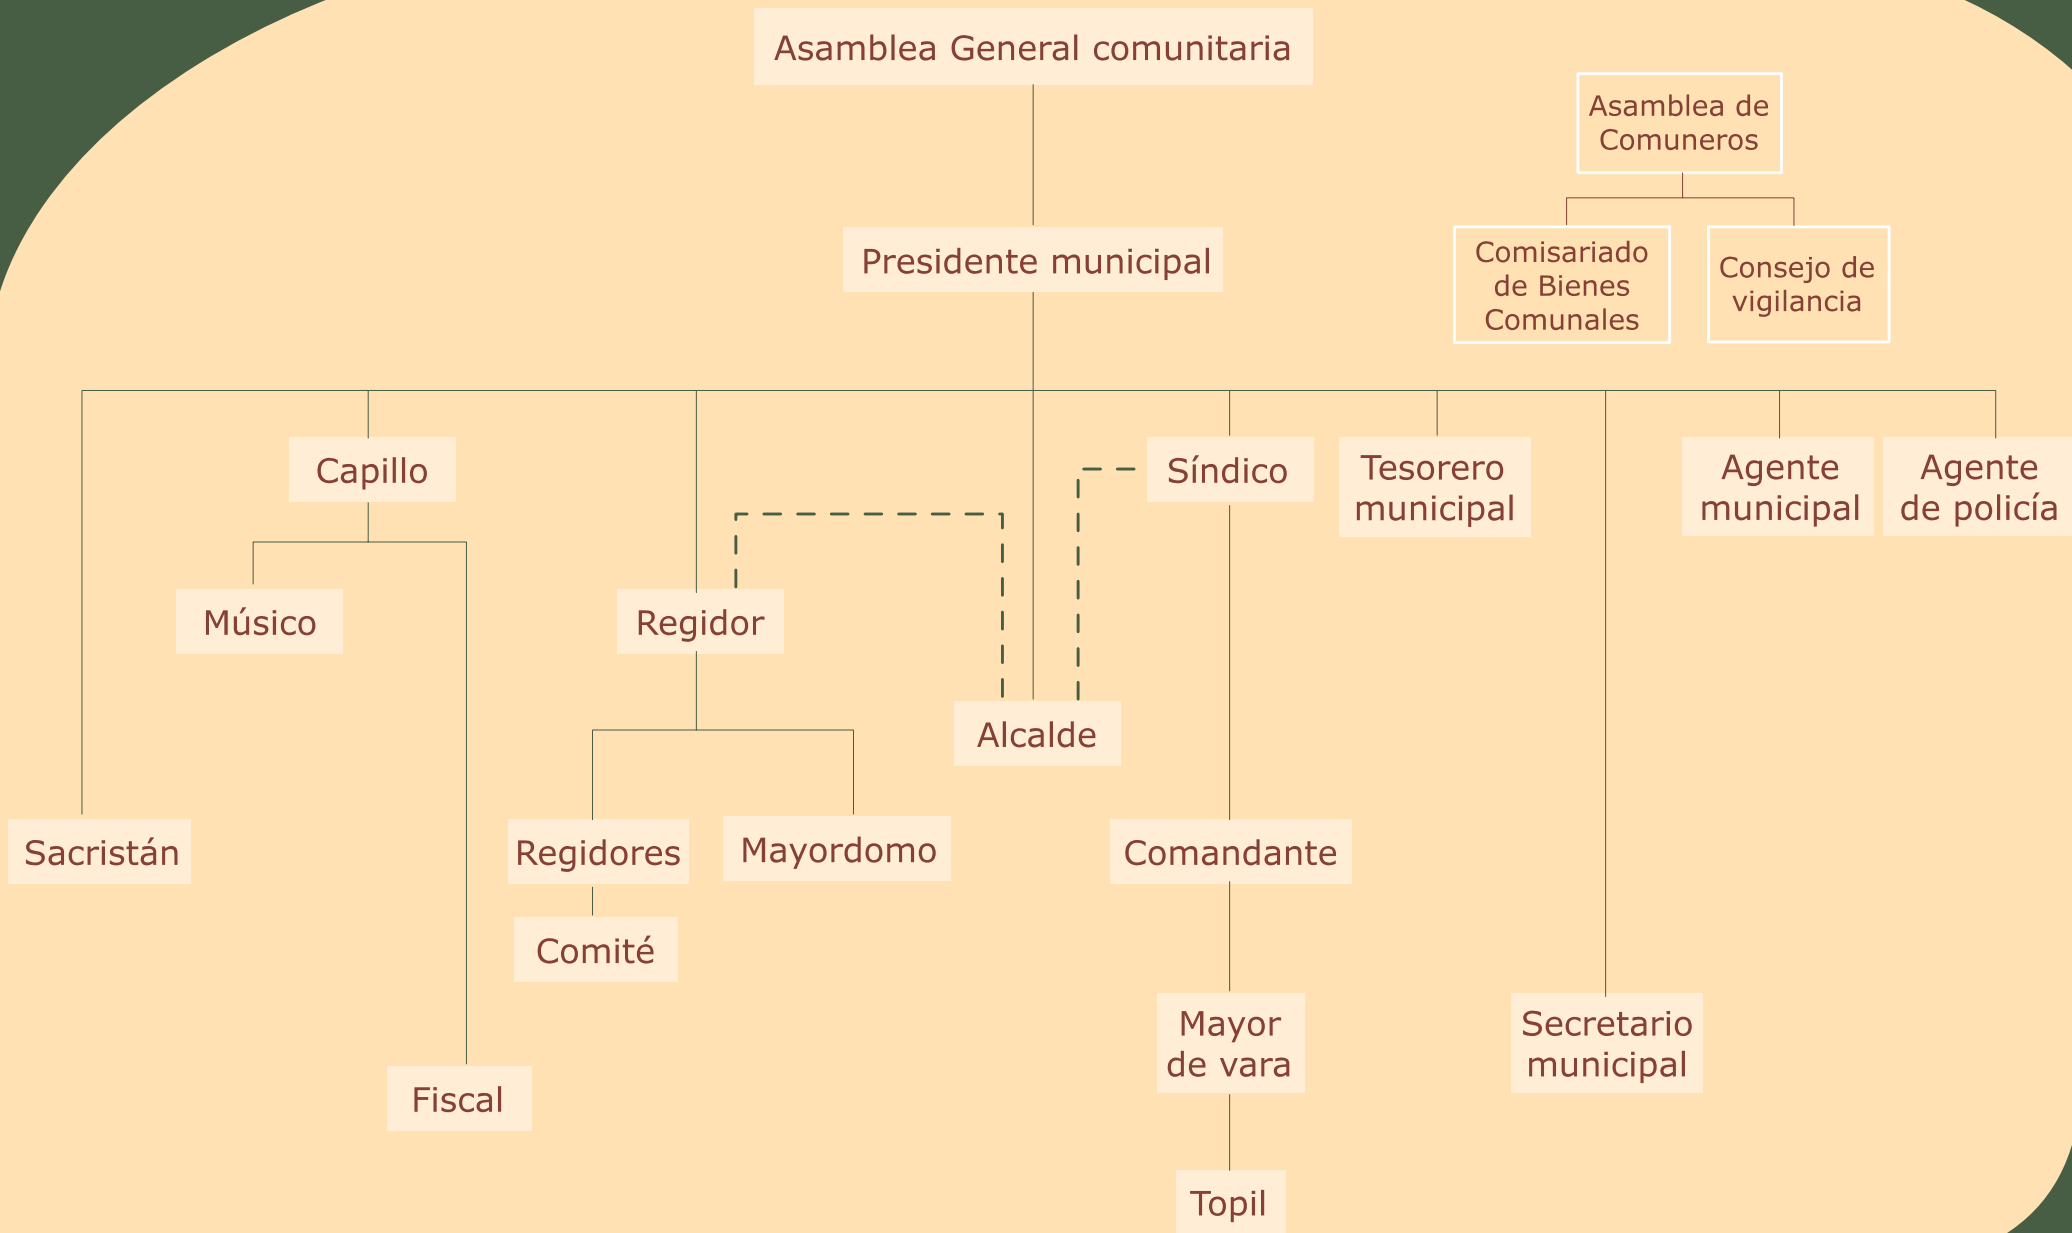 Asamblea General comunitaria
Asamblea de
Comuneros
Presidente municipal
Comisariado
de Bienes
Comunales
Consejo de
vigilancia
Capillo
Síndico
Tesorero
municipal
Agente
municipal
Agente
de policía
Músico
Regidor
Alcalde
Sacristán
Regidores
Mayordomo
Comandante
Comité
Mayor
de vara
Secretario
municipal
Fiscal
Topil